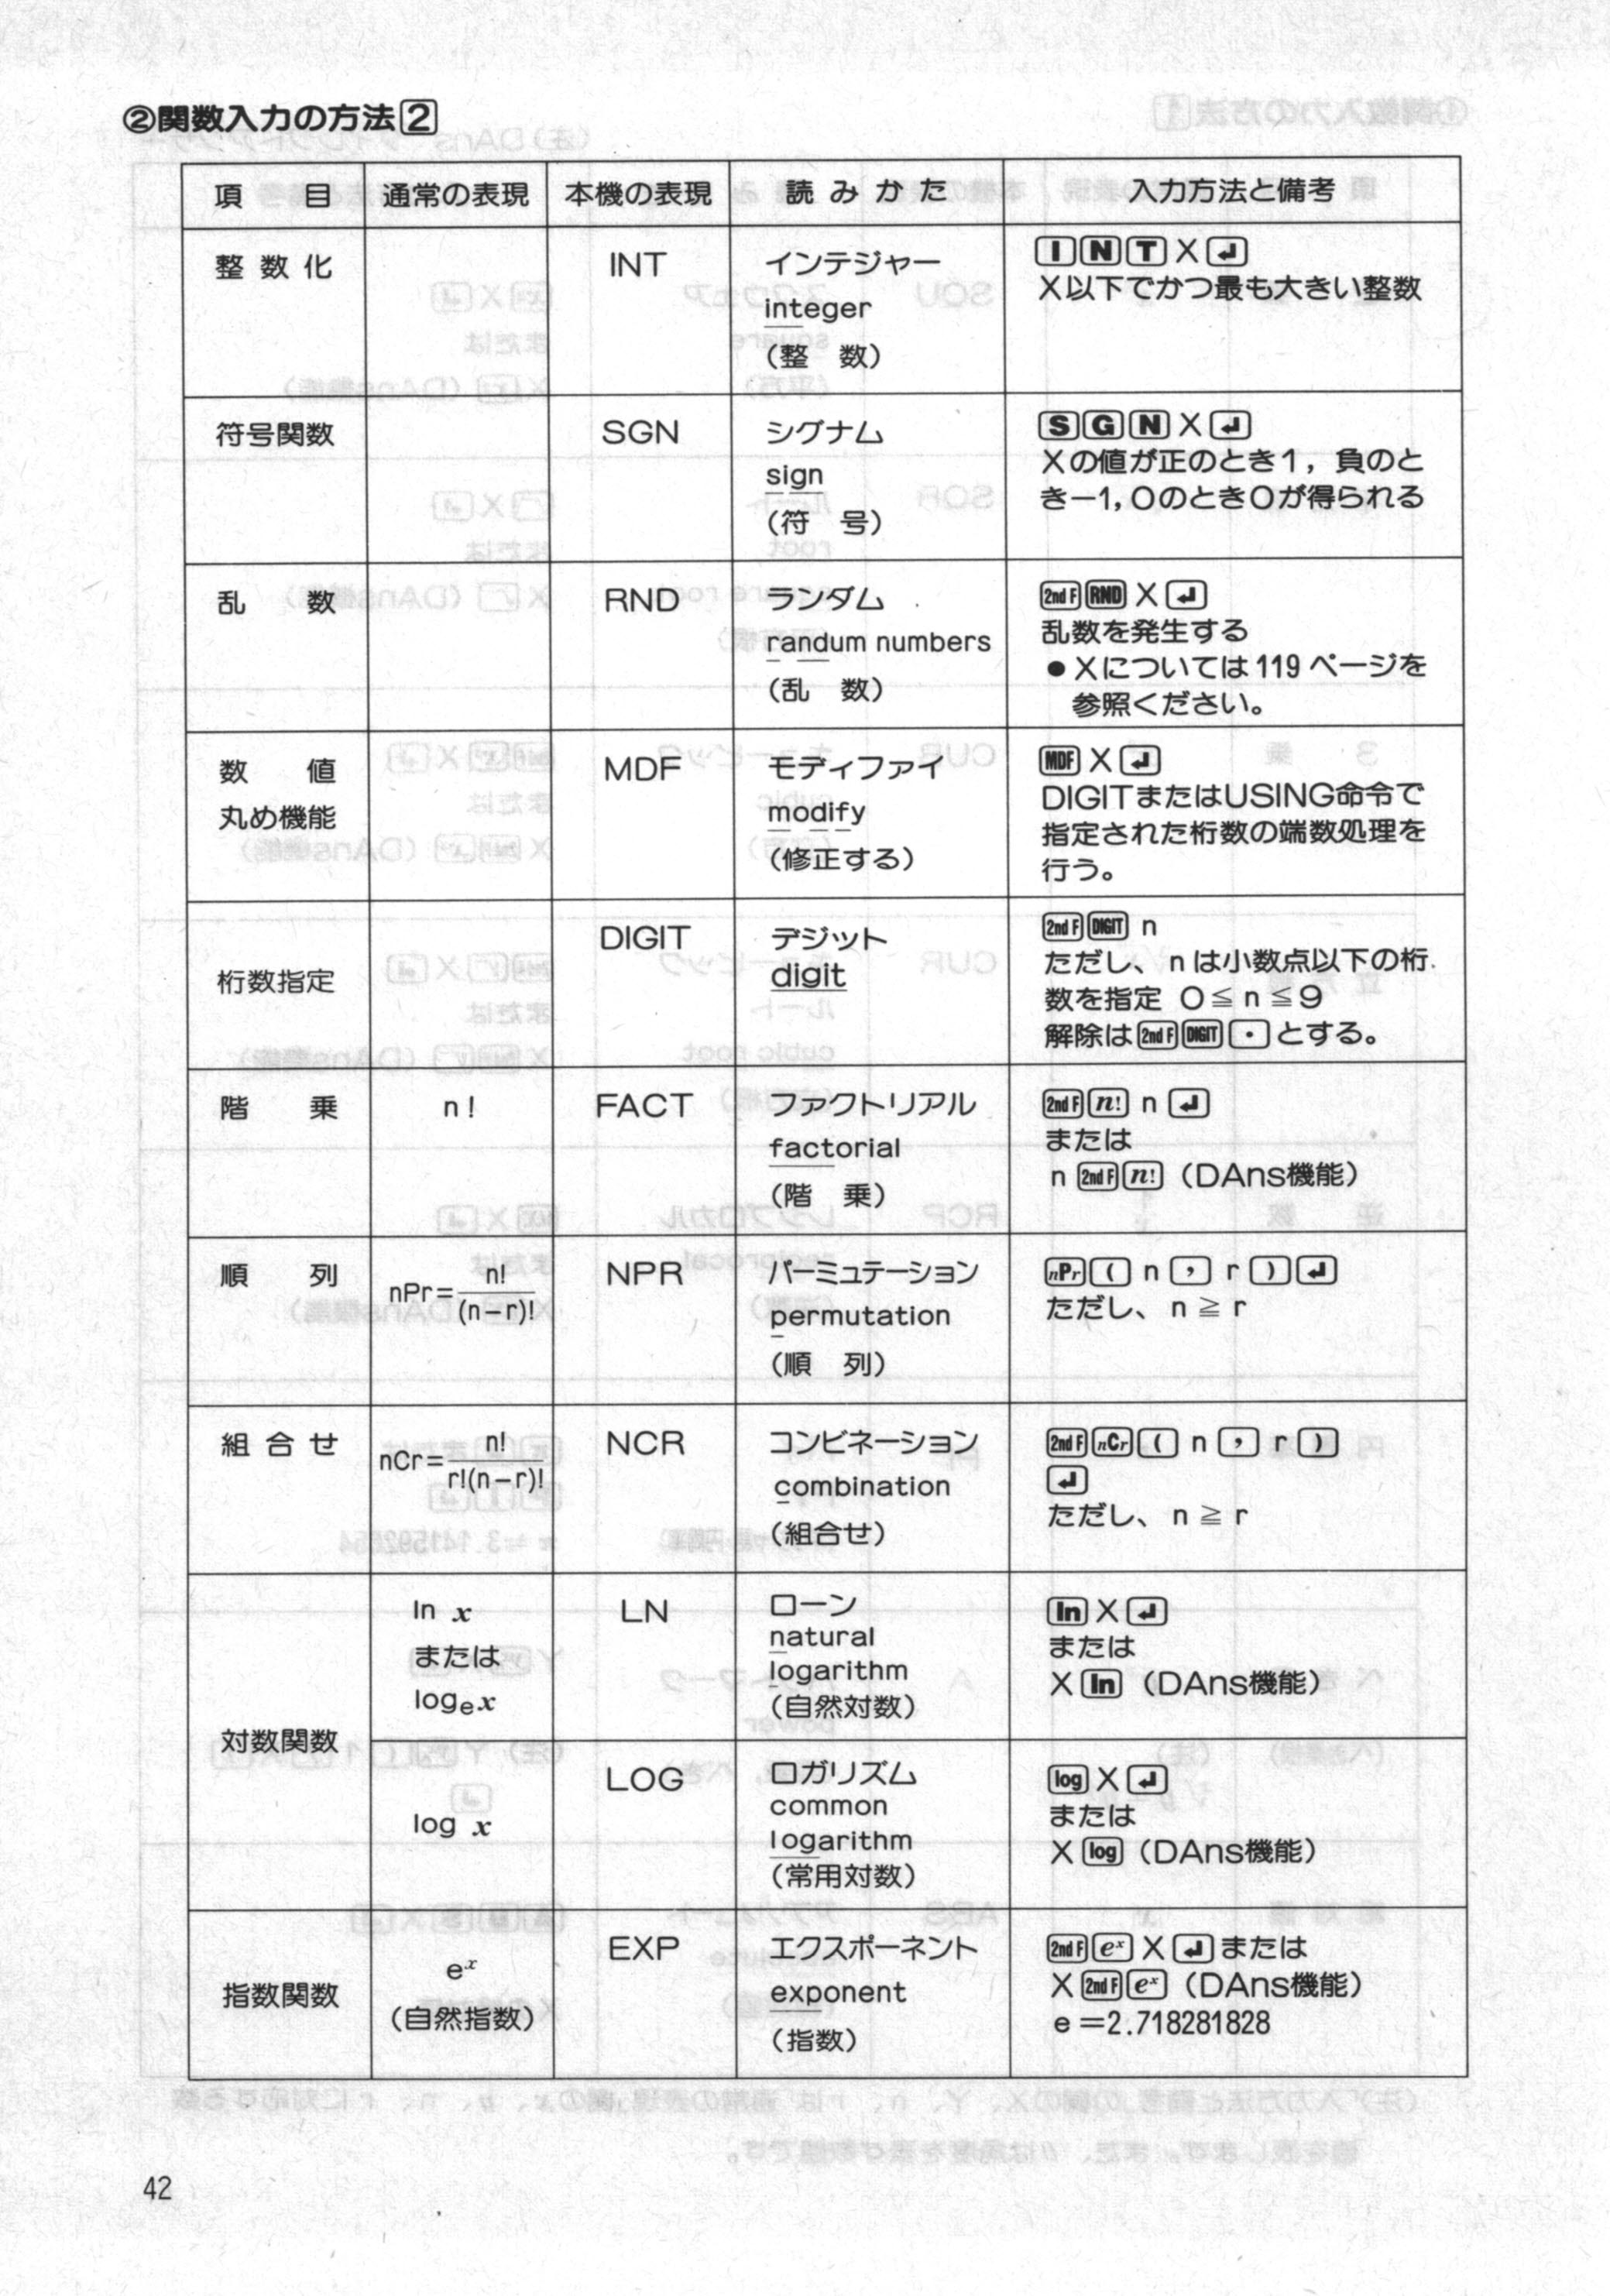 ②関数入力の方法2
項　目 通常の表現 本機の表現 読みかた 入力方法と備考
整数化 INT インテジャー integer (整　数) INT X ↲
X以下でかつ最も大きい整数
符号関数 SGN シグナム sign (符　号) SGN X ↲
Xの値が正のとき1，負のと
き－1，0のとき0が得られる
乱　数 RND ランダム randum numbers (乱　数) 2nd F RND X ↲
乱数を発生する
●Xについては119ページを
参照ください。
数　値
丸め機能 MDF モディファイ modify (修正する) MDF X ↲
DIGITまたはUSING命令で
指定された桁数の端数処理を
行う。
桁数指定 DIGIT デジット digit 2nd F DIGIT n
ただし、nは小数点以下の桁
数を指定 0≦n≦9
解除は 2nd F DIGIT ・ とする。
階　乗 n! FACT ファクトリアル factorial (階　乗) 2nd F n! n ↲
または
n 2nd F n! (DAns機能)
順　列 nPr=n!/(n−r)! NPR パーミュテーション permutation (順　列) nPr ( n , r ) ↲
ただし、n≧r
組合せ nCr=n!/r!(n−r)! NCR コンビネーション combination (組合せ) 2nd F nCr ( n , r )
↲
ただし、n≧r
対数関数
ln x
または
logex LN ローン
natural
logarithm
(自然対数) ln X ↲
または
X ln (DAns機能)
log x LOG ロガリズム
common
logarithm
(常用対数) log X ↲
または
X log (DAns機能)
指数関数 eˣ
(自然指数) EXP エクスポーネント
exponent
(指数) 2nd F eˣ X ↲ または
X 2nd F eˣ (DAns機能)
e＝2.718281828
42